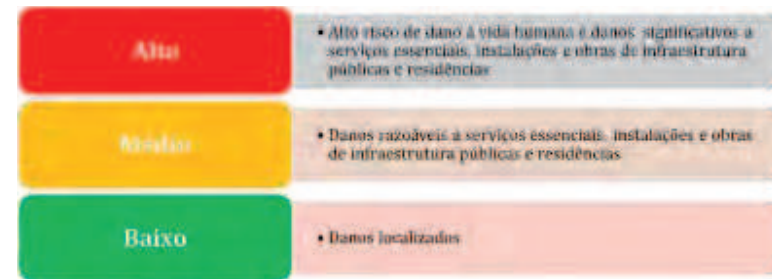 Alto
• Alto risco de dano à vida humana e danos significativos a
serviços essenciais, instalações e obras de infraestrutura
públicas e residências
Médio
• Danos razoáveis a serviços essenciais, instalações e obras
de infraestrutura públicas e residências
Baixo
• Danos localizados